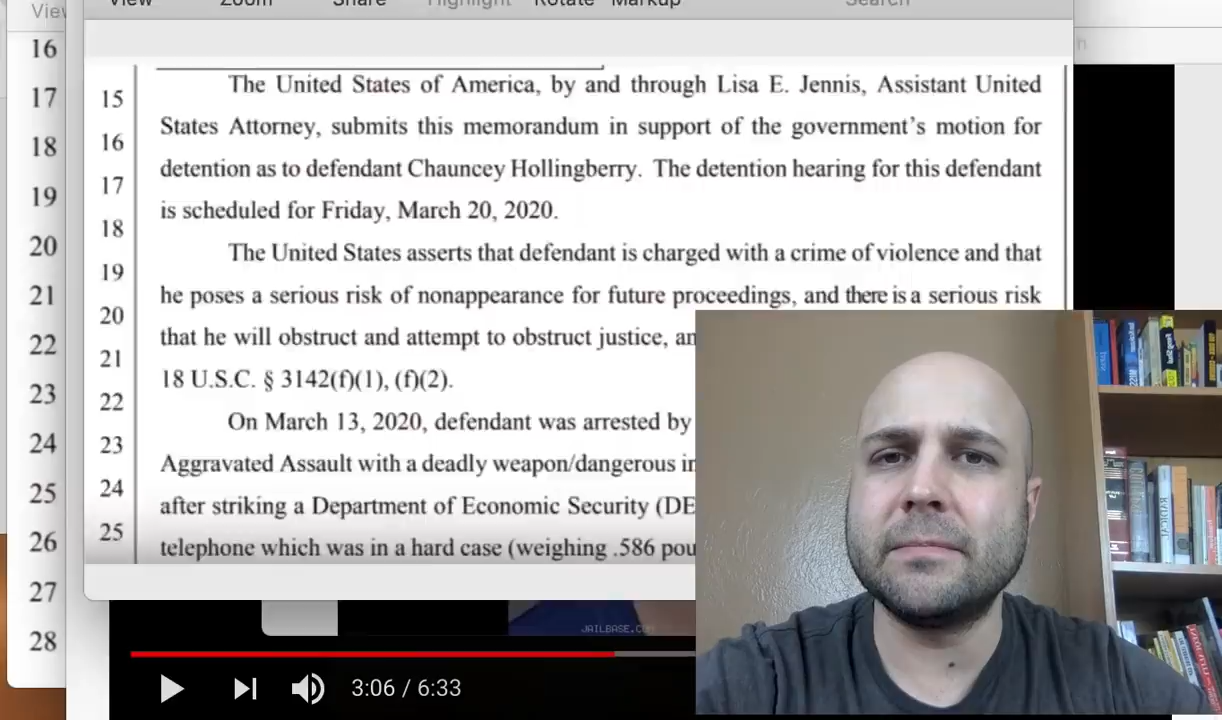 View
View Zoom Share Highlight Rotate Markup Search
16
17
18
19
20
21
22
23
24
25
26
27
28
15
16
17
18
19
20
21
22
23
24
25
The United States of America, by and through Lisa E. Jennis, Assistant United
States Attorney, submits this memorandum in support of the government's motion for
detention as to defendant Chauncey Hollingberry. The detention hearing for this defendant
is scheduled for Friday, March 20, 2020.
The United States asserts that defendant is charged with a crime of violence and that
he poses a serious risk of nonappearance for future proceedings, and there is a serious risk
that he will obstruct and attempt to obstruct justice, an
18 U.S.C. § 3142(f)(1), (f)(2).
On March 13, 2020, defendant was arrested by
Aggravated Assault with a deadly weapon/dangerous in
after striking a Department of Economic Security (DE
telephone which was in a hard case (weighing .586 pou
JAILBASE.COM
3:06 / 6:33
RADICAL